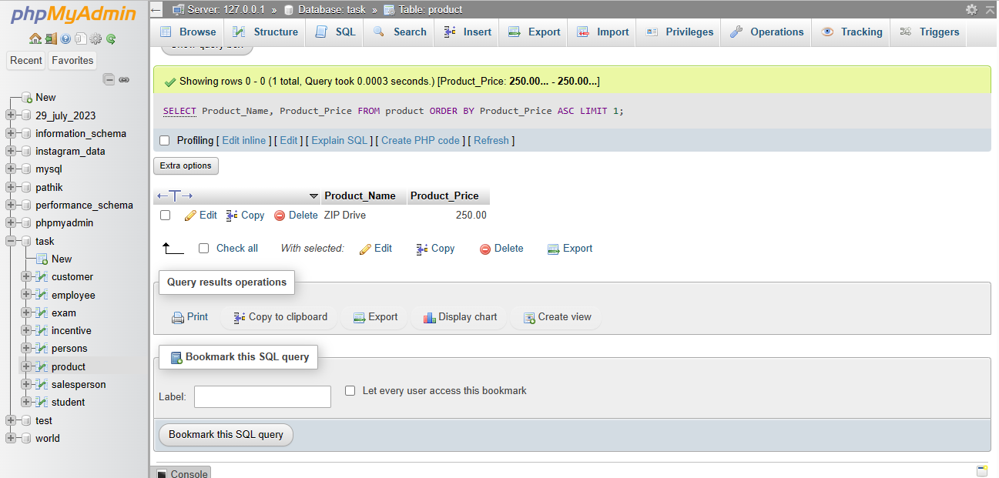 phpMyAdmin
Recent Favorites
New
29_july_2023
information_schema
instagram_data
mysql
pathik
performance_schema
phpmyadmin
task
New
customer
employee
exam
incentive
persons
product
salesperson
student
test
world
Server: 127.0.0.1 » Database: task » Table: product
Browse Structure SQL Search Insert Export Import Privileges Operations Tracking Triggers
Show query box
Showing rows 0 - 0 (1 total, Query took 0.0003 seconds.) [Product_Price: 250.00... - 250.00...]
SELECT Product_Name, Product_Price FROM product ORDER BY Product_Price ASC LIMIT 1;
Profiling [ Edit inline ] [ Edit ] [ Explain SQL ] [ Create PHP code ] [ Refresh ]
Extra options
←T→ Product_Name Product_Price
Edit Copy Delete ZIP Drive 250.00
Check all With selected: Edit Copy Delete Export
Query results operations
Print Copy to clipboard Export Display chart Create view
Bookmark this SQL query
Label: Let every user access this bookmark
Bookmark this SQL query
Console